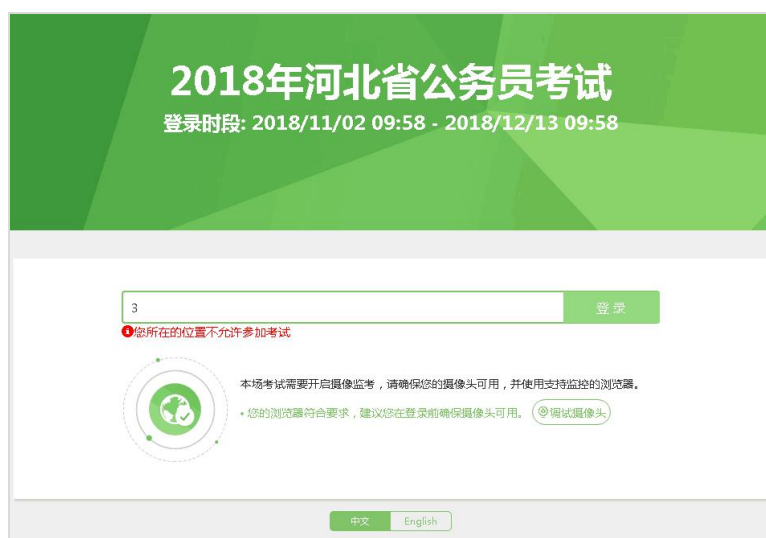 2018年河北省公务员考试
登录时段: 2018/11/02 09:58 - 2018/12/13 09:58
3
登 录
您所在的位置不允许参加考试
本场考试需要开启摄像监考，请确保您的摄像头可用，并使用支持监控的浏览器。
• 您的浏览器符合要求，建议您在登录前确保摄像头可用。 调试摄像头
中文 English